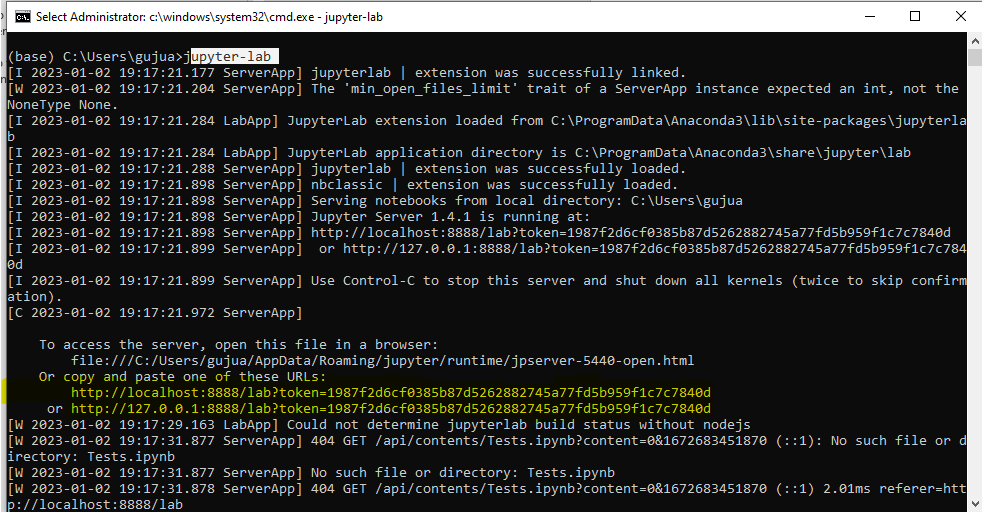 Select Administrator: c:\windows\system32\cmd.exe - jupyter-lab
(base) C:\Users\gujua>jupyter-lab
[I 2023-01-02 19:17:21.177 ServerApp] jupyterlab | extension was successfully linked.
[W 2023-01-02 19:17:21.204 ServerApp] The 'min_open_files_limit' trait of a ServerApp instance expected an int, not the
NoneType None.
[I 2023-01-02 19:17:21.284 LabApp] JupyterLab extension loaded from C:\ProgramData\Anaconda3\lib\site-packages\jupyterla
b
[I 2023-01-02 19:17:21.284 LabApp] JupyterLab application directory is C:\ProgramData\Anaconda3\share\jupyter\lab
[I 2023-01-02 19:17:21.288 ServerApp] jupyterlab | extension was successfully loaded.
[I 2023-01-02 19:17:21.898 ServerApp] nbclassic | extension was successfully loaded.
[I 2023-01-02 19:17:21.898 ServerApp] Serving notebooks from local directory: C:\Users\gujua
[I 2023-01-02 19:17:21.898 ServerApp] Jupyter Server 1.4.1 is running at:
[I 2023-01-02 19:17:21.898 ServerApp] http://localhost:8888/lab?token=1987f2d6cf0385b87d5262882745a77fd5b959f1c7c7840d
[I 2023-01-02 19:17:21.899 ServerApp]  or http://127.0.0.1:8888/lab?token=1987f2d6cf0385b87d5262882745a77fd5b959f1c7c784
0d
[I 2023-01-02 19:17:21.899 ServerApp] Use Control-C to stop this server and shut down all kernels (twice to skip confirm
ation).
[C 2023-01-02 19:17:21.972 ServerApp]
To access the server, open this file in a browser:
file:///C:/Users/gujua/AppData/Roaming/jupyter/runtime/jpserver-5440-open.html
Or copy and paste one of these URLs:
http://localhost:8888/lab?token=1987f2d6cf0385b87d5262882745a77fd5b959f1c7c7840d
or http://127.0.0.1:8888/lab?token=1987f2d6cf0385b87d5262882745a77fd5b959f1c7c7840d
[W 2023-01-02 19:17:29.163 LabApp] Could not determine jupyterlab build status without nodejs
[W 2023-01-02 19:17:31.877 ServerApp] 404 GET /api/contents/Tests.ipynb?content=0&1672683451870 (::1): No such file or d
irectory: Tests.ipynb
[W 2023-01-02 19:17:31.877 ServerApp] No such file or directory: Tests.ipynb
[W 2023-01-02 19:17:31.878 ServerApp] 404 GET /api/contents/Tests.ipynb?content=0&1672683451870 (::1) 2.01ms referer=htt
p://localhost:8888/lab